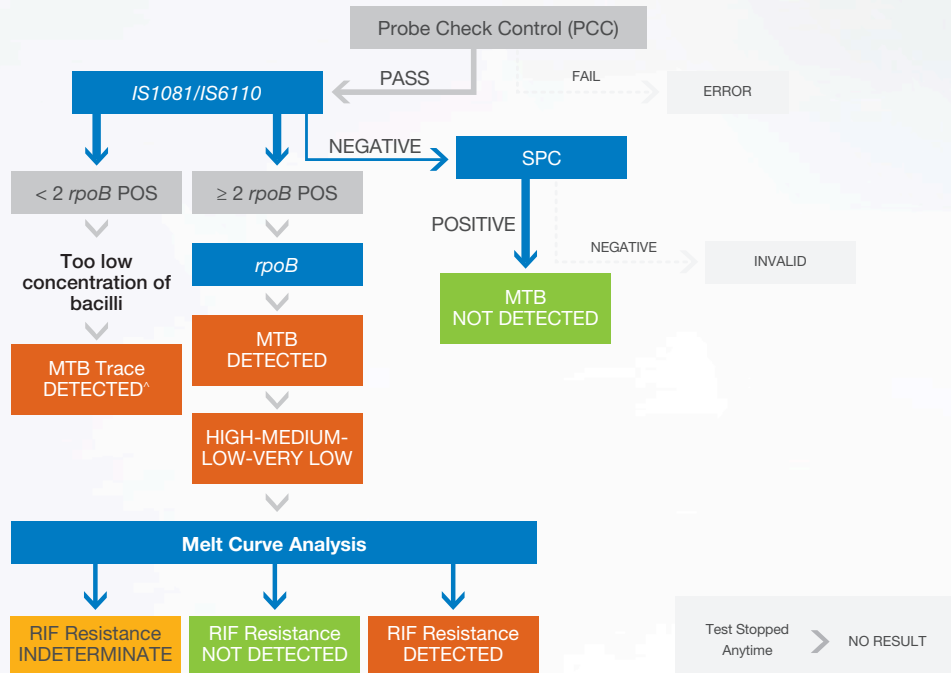 Probe Check Control (PCC)
PASS
FAIL
ERROR
IS1081/IS6110
NEGATIVE
SPC
< 2 rpoB POS
≥ 2 rpoB POS
POSITIVE
NEGATIVE
INVALID
Too low
concentration of
bacilli
rpoB
MTB
NOT DETECTED
MTB
DETECTED
MTB Trace
DETECTED^
HIGH-MEDIUM-
LOW-VERY LOW
Melt Curve Analysis
RIF Resistance
INDETERMINATE
RIF Resistance
NOT DETECTED
RIF Resistance
DETECTED
Test Stopped
Anytime
NO RESULT